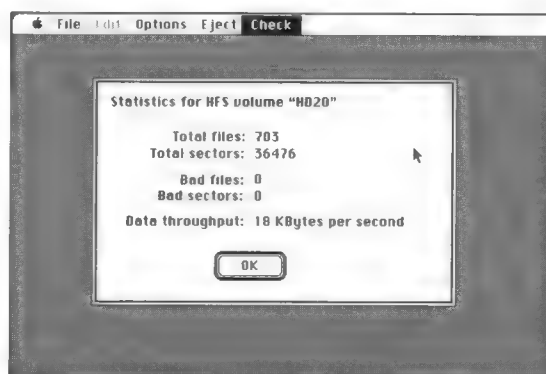 File Edit Options Eject Check
Statistics for HFS volume “HD20”
Total files: 703
Total sectors: 36476
Bad files: 0
Bad sectors: 0
Data throughput: 18 KBytes per second
OK